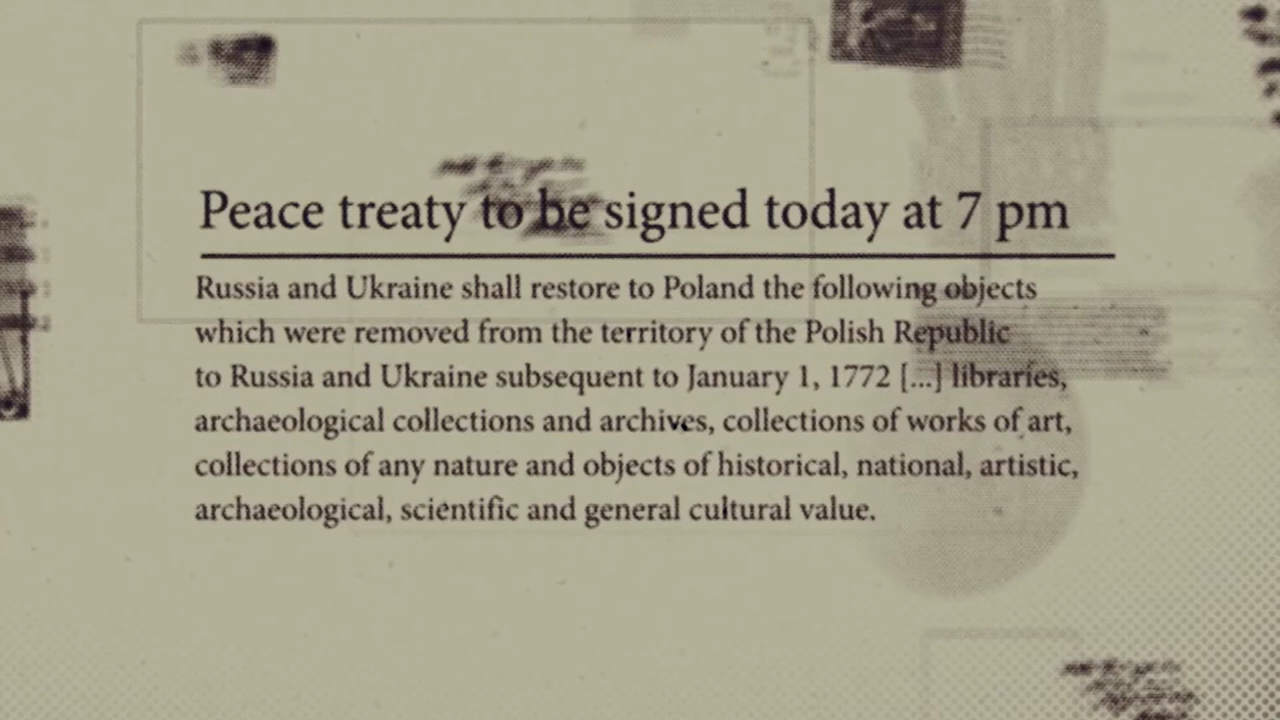 Peace treaty to be signed today at 7 pm
Russia and Ukraine shall restore to Poland the following objects
which were removed from the territory of the Polish Republic
to Russia and Ukraine subsequent to January 1, 1772 [...] libraries,
archaeological collections and archives, collections of works of art,
collections of any nature and objects of historical, national, artistic,
archaeological, scientific and general cultural value.